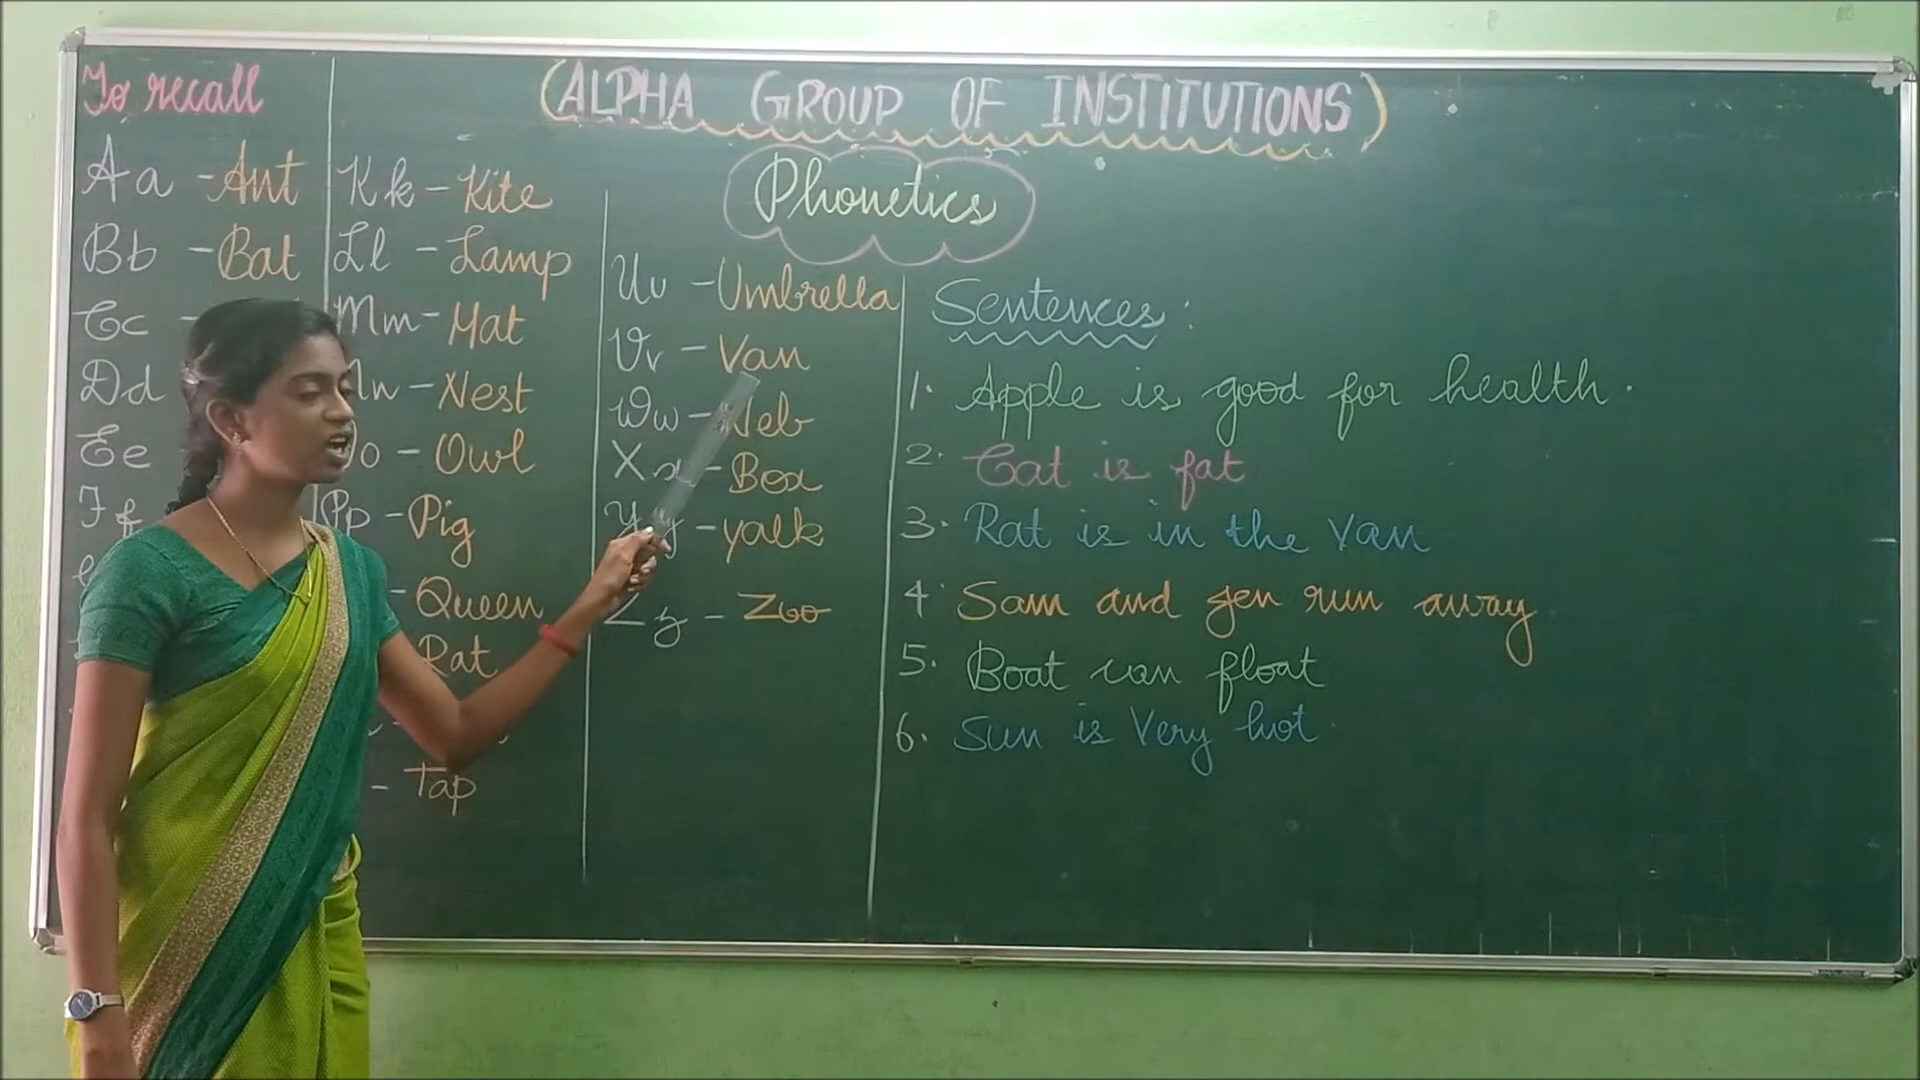 To recall
(ALPHA GROUP OF INSTITUTIONS)
Phonetics
Aa - Ant
Bb - Bat
Cc -
Dd
Ee
Ff
Kk - Kite
Ll - Lamp
Mm - Mat
Nn - Nest
Oo - Owl
Pp - Pig
- Queen
Rat
- Tap
Uu - Umbrella
Vv - Van
Ww - Web
Xx - Box
Yy - yalk
Zz - Zoo
Sentences :
1. Apple is good for health.
2. Cat is fat
3. Rat is in the Van
4. Sam and jen run away
5. Boat can float
6. Sun is Very hot.